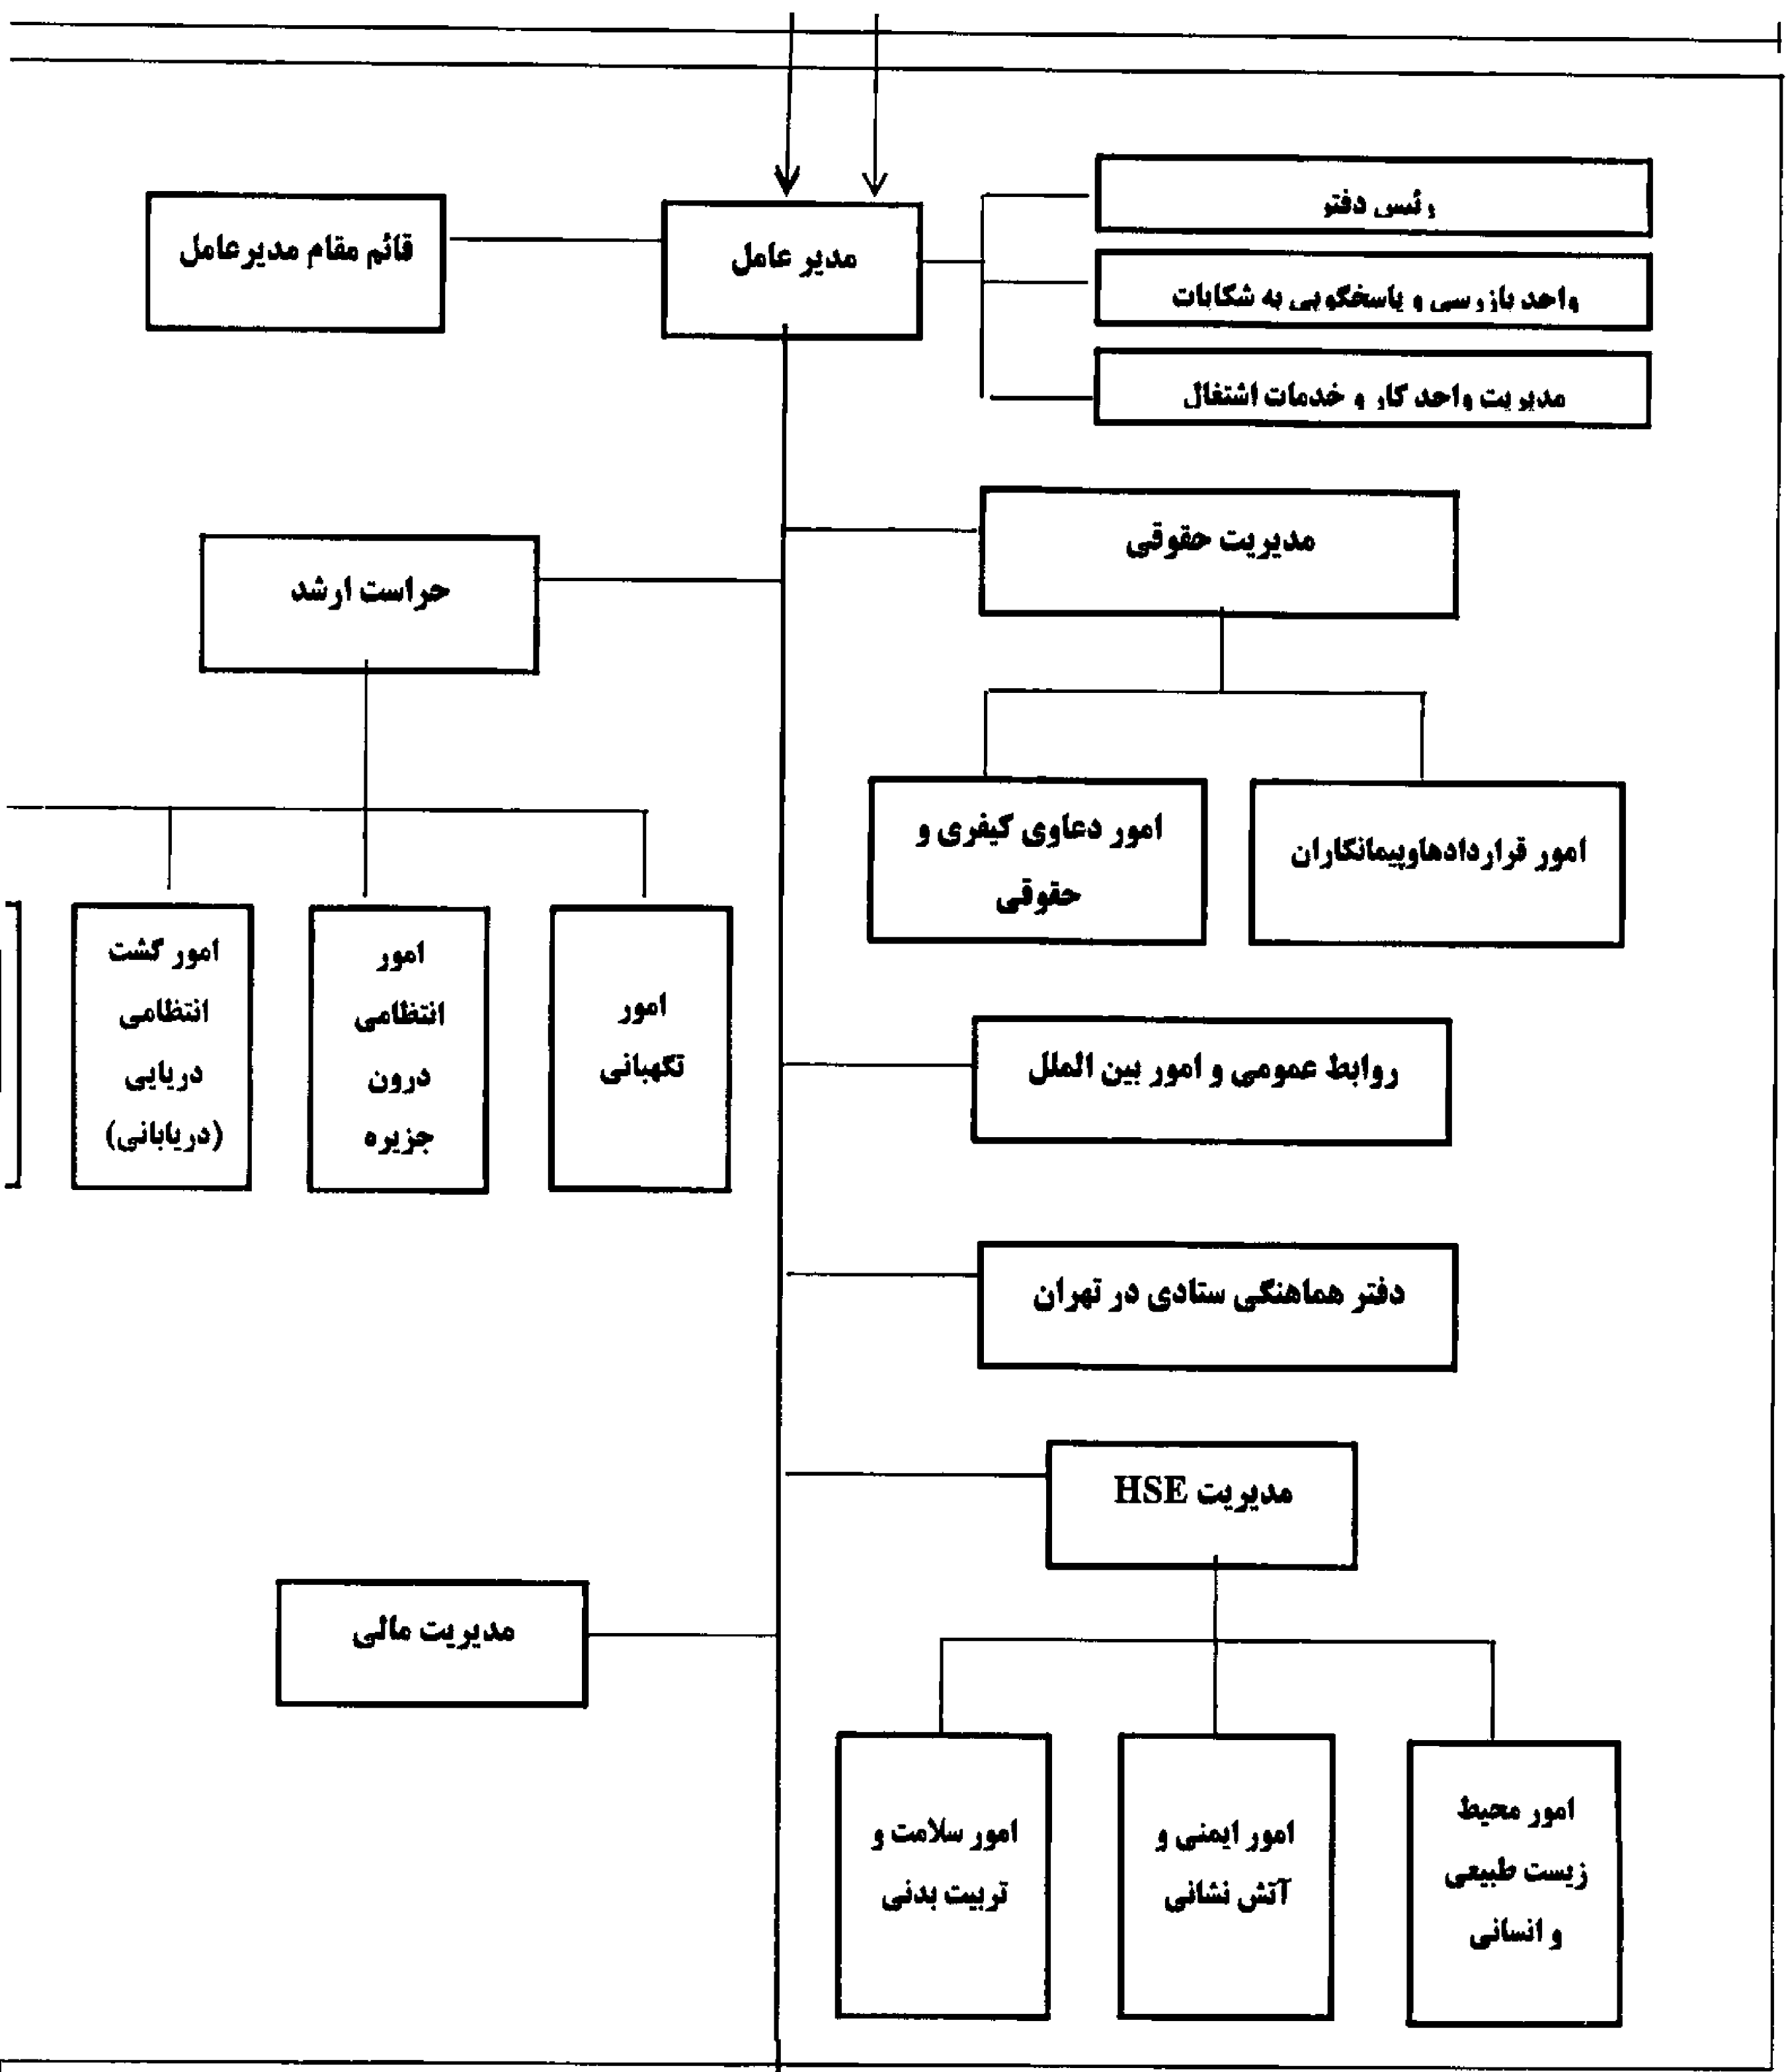 رئیس دفتر
مدیر عامل
قائم مقام مدیرعامل
واحد بازرسی و پاسخگویی به شکایات
مدیریت واحد کار و خدمات اشتغال
مدیریت حقوقی
حراست ارشد
امور قراردادهاوپیمانکاران
امور دعاوی کیفری و
حقوقی
امور
نگهبانی
امور
انتظامی
درون
جزیره
امور گشت
انتظامی
دریایی
(دریابانی)
روابط عمومی و امور بین الملل
دفتر هماهنگی ستادی در تهران
مدیریت HSE
مدیریت مالی
امور محیط
زیست طبیعی
و انسانی
امور ایمنی و
آتش نشانی
امور سلامت و
تربیت بدنی